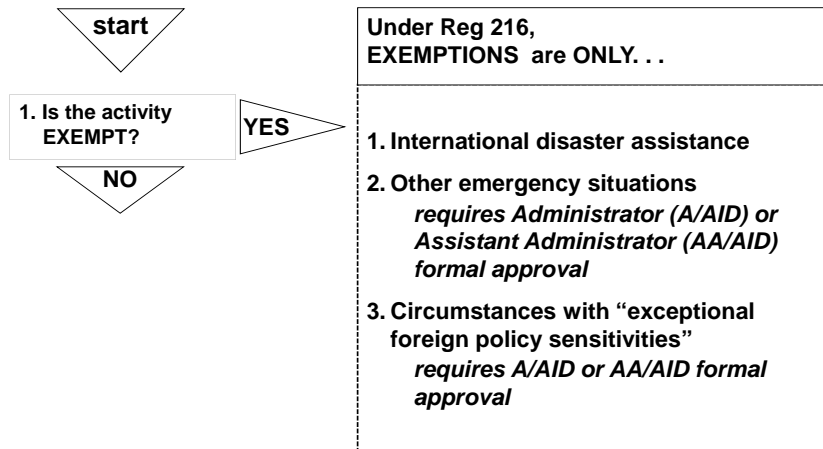 start
1. Is the activity
EXEMPT?
YES
NO
Under Reg 216,
EXEMPTIONS are ONLY. . .
1. International disaster assistance
2. Other emergency situations
requires Administrator (A/AID) or
Assistant Administrator (AA/AID)
formal approval
3. Circumstances with “exceptional
foreign policy sensitivities”
requires A/AID or AA/AID formal
approval